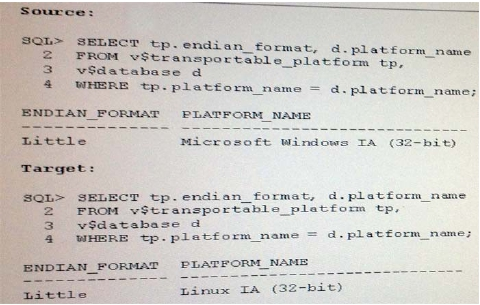 Source:
SQL> SELECT tp.endian_format, d.platform_name
2 FROM v$transportable_platform tp,
3 v$database d
4 WHERE tp.platform_name = d.platform_name;
ENDIAN_FORMAT PLATFORM_NAME
------------- ------------------------------
Little Microsoft Windows IA (32-bit)
Target:
SQL> SELECT tp.endian_format, d.platform_name
2 FROM v$transportable_platform tp,
3 v$database d
4 WHERE tp.platform_name = d.platform_name;
ENDIAN_FORMAT PLATFORM_NAME
------------- ------------------------------
Little Linux IA (32-bit)